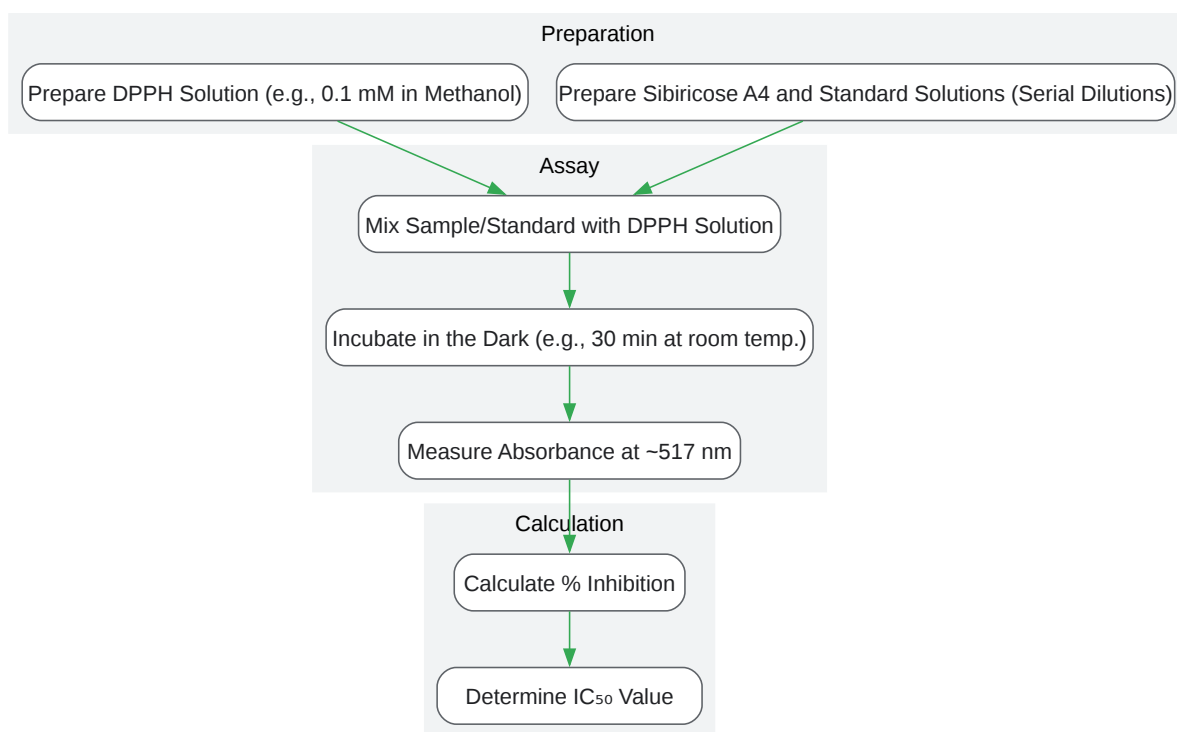 Preparation
Prepare DPPH Solution (e.g., 0.1 mM in Methanol)
Prepare Sibiricose A4 and Standard Solutions (Serial Dilutions)
Assay
Mix Sample/Standard with DPPH Solution
Incubate in the Dark (e.g., 30 min at room temp.)
Measure Absorbance at ~517 nm
Calculation
Calculate % Inhibition
Determine IC₅₀ Value